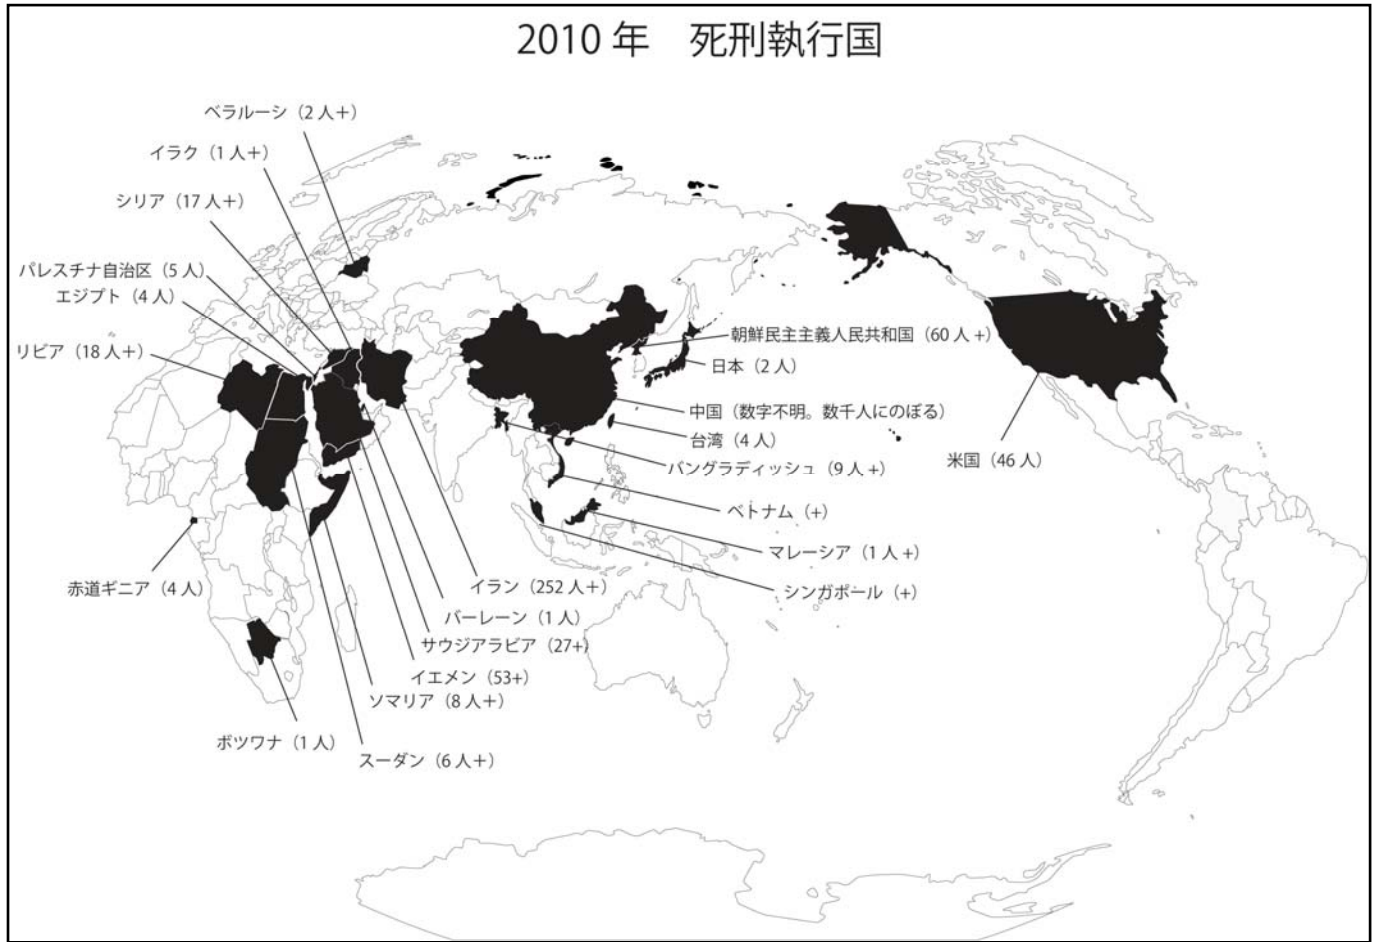 2010 年　死刑執行国
ベラルーシ（2 人＋）
イラク（1 人＋）
シリア（17 人＋）
パレスチナ自治区（5 人）
エジプト（4 人）
リビア（18 人＋）
朝鮮民主主義人民共和国（60 人 +）
日本（2 人）
中国（数字不明。数千人にのぼる）
台湾（4 人）
米国（46 人）
バングラディッシュ（9 人 +）
ベトナム（+）
マレーシア（1 人 +）
シンガポール（+）
赤道ギニア（4 人）
イラン（252 人＋）
バーレーン（1 人）
サウジアラビア（27+）
イエメン（53+）
ソマリア（8 人＋）
ボツワナ（1 人）
スーダン（6 人＋）